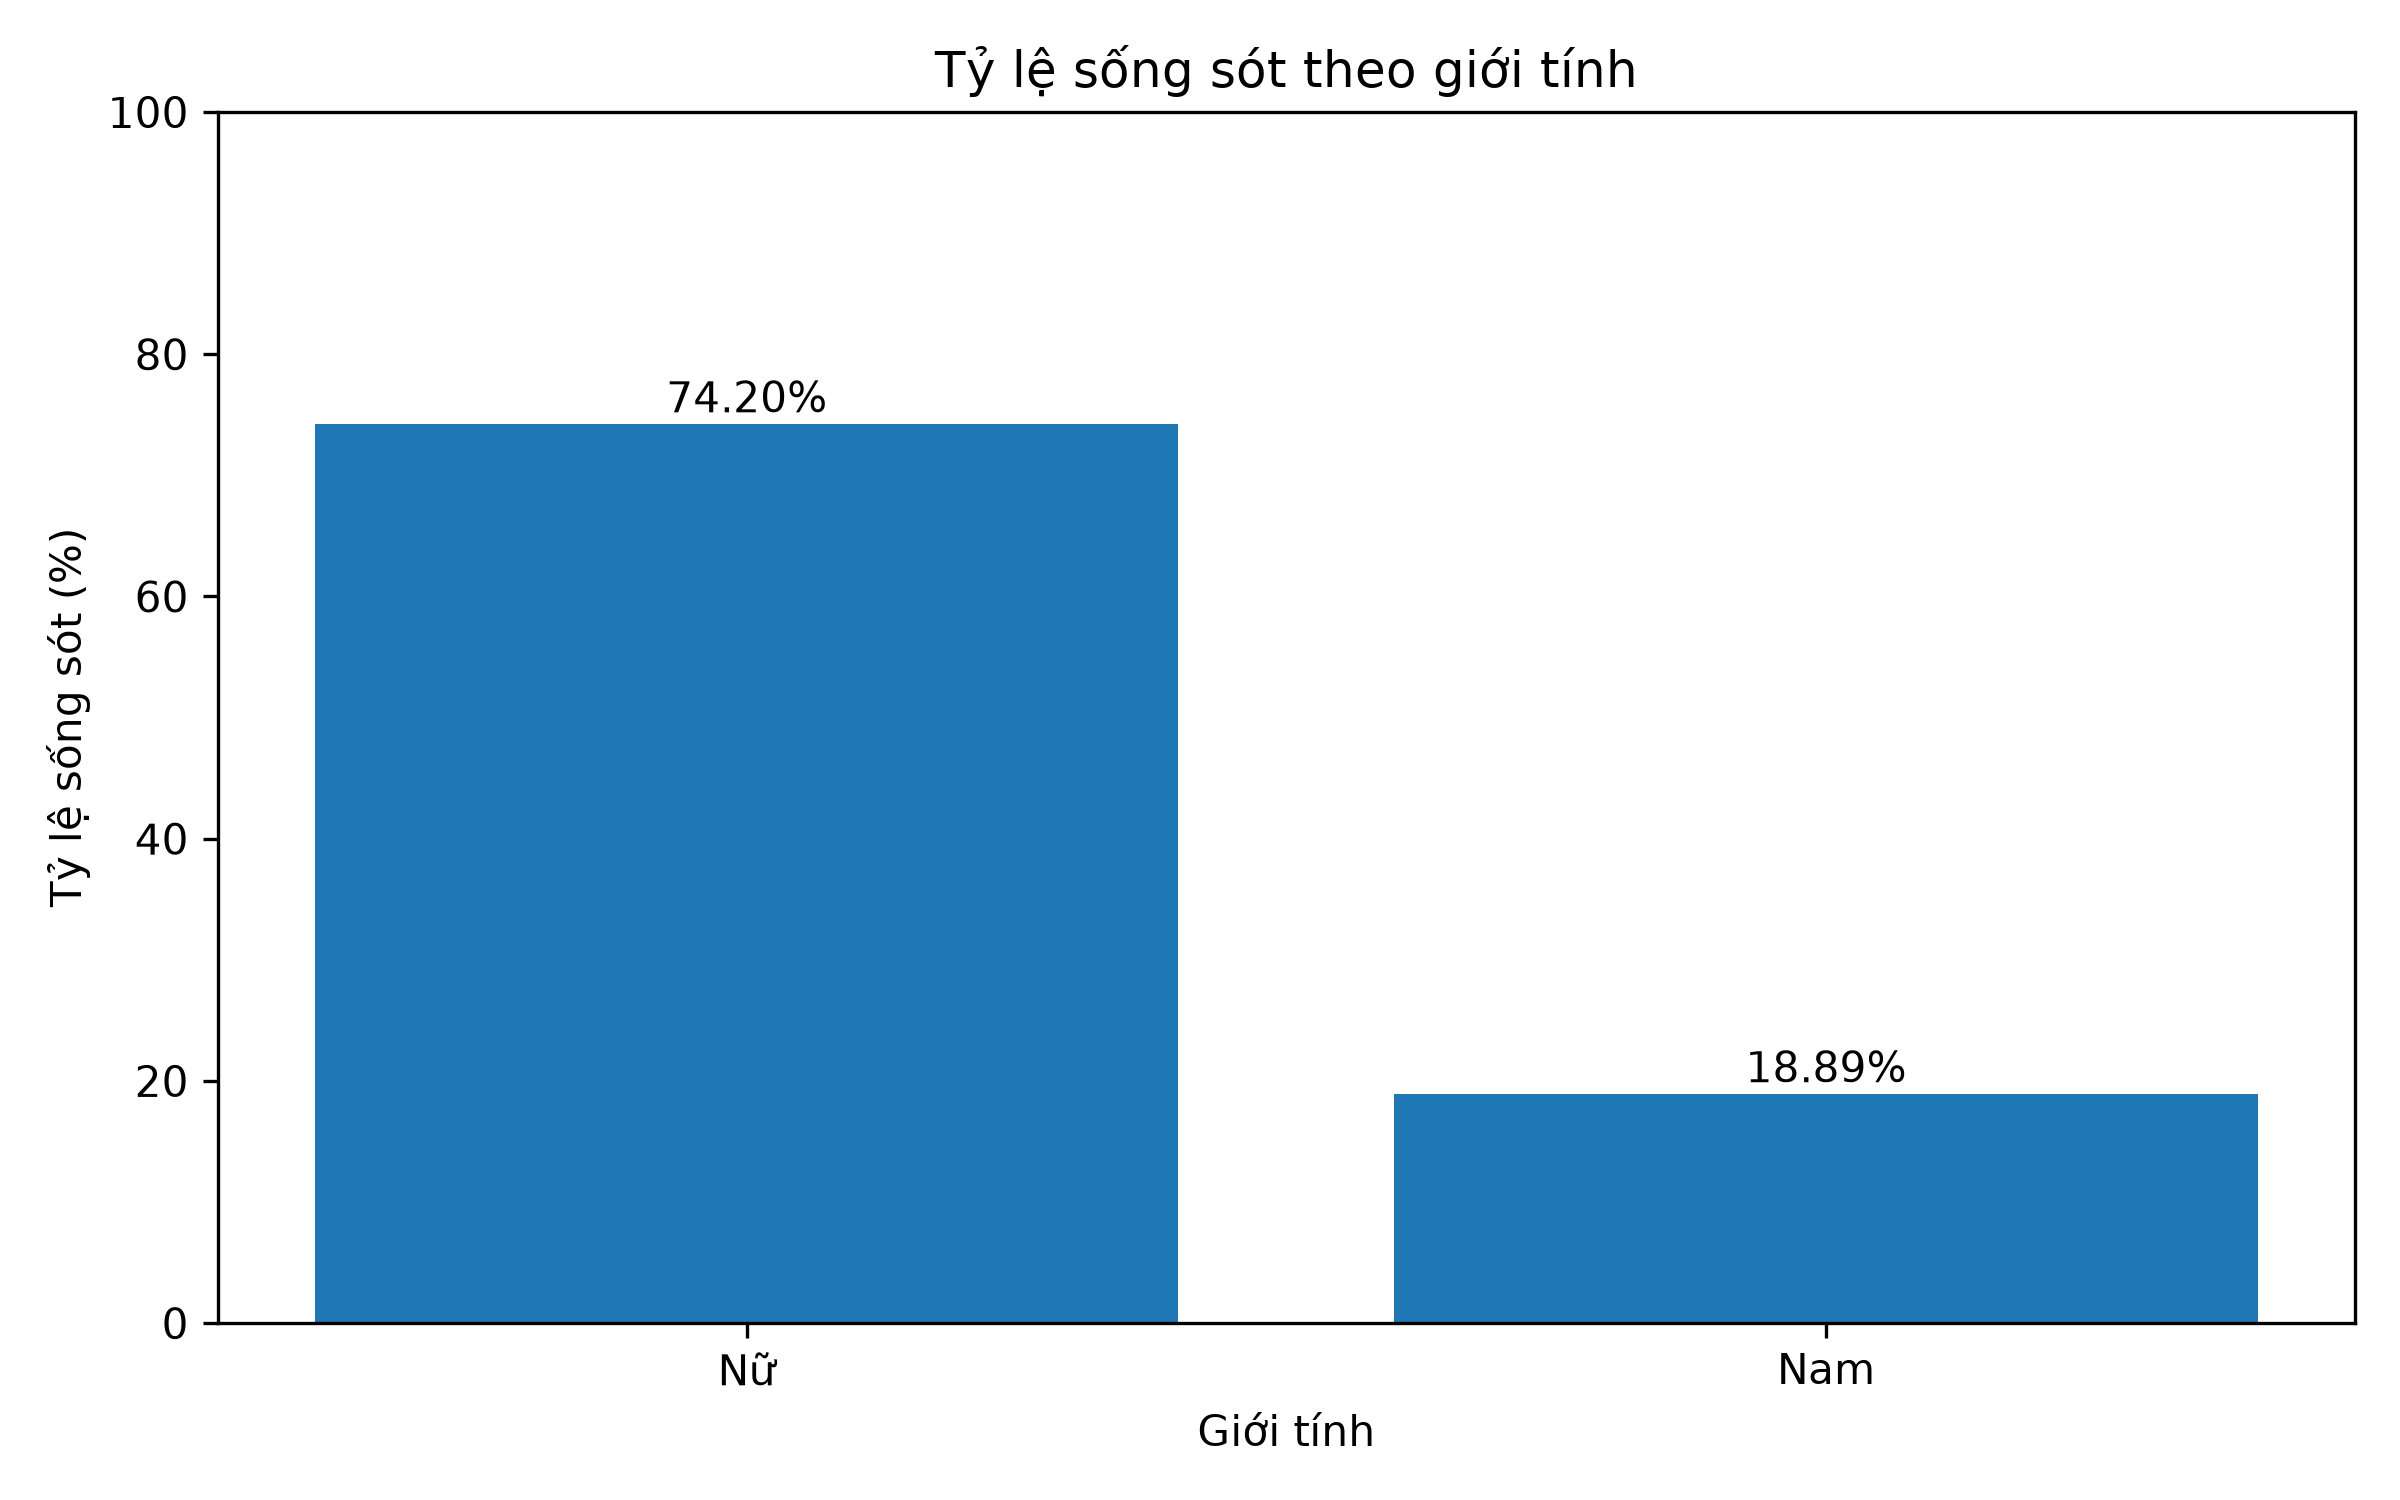 Tỷ lệ sống sót theo giới tính
Tỷ lệ sống sót (%)
100
80
60
40
20
0
74.20%
18.89%
Nữ
Nam
Giới tính